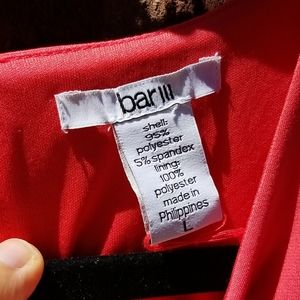 bar III
shell:
95%
polyester
5% spandex
lining:
100%
polyester
made in
Philippines
L